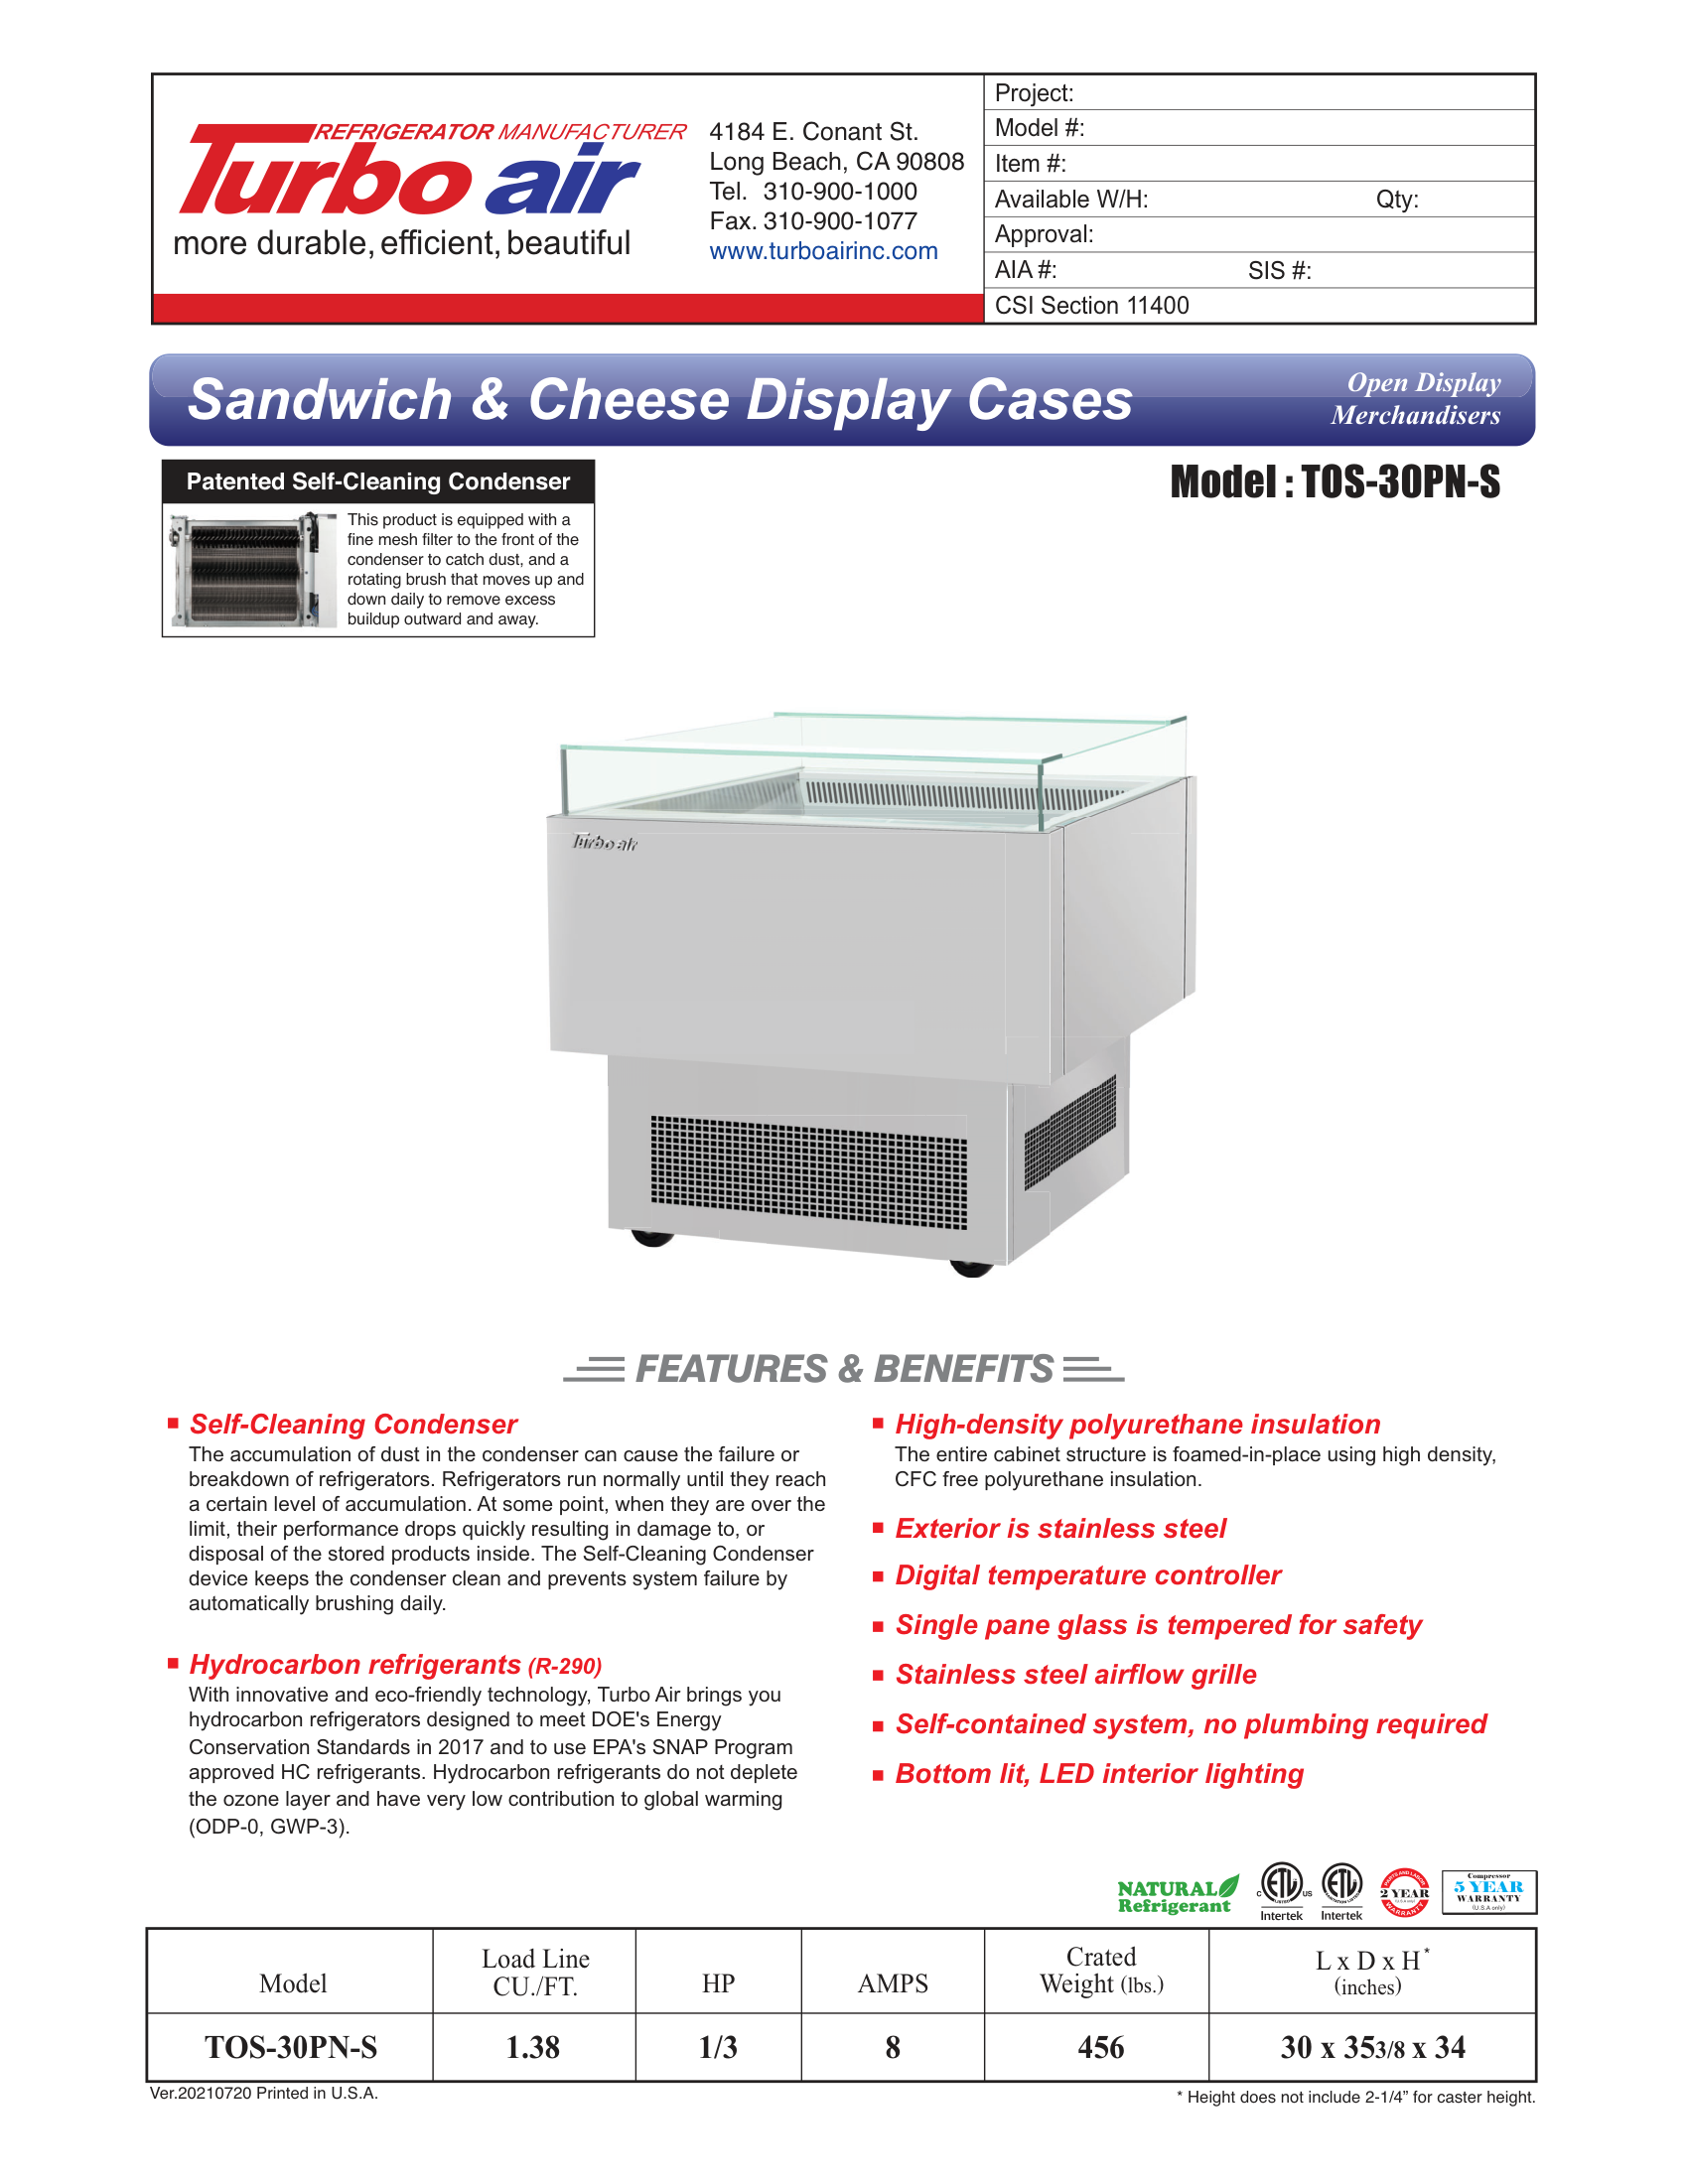 REFRIGERATOR MANUFACTURER
Turbo air
more durable, efficient, beautiful
4184 E. Conant St.
Long Beach, CA 90808
Tel. 310-900-1000
Fax. 310-900-1077
www.turboairinc.com
Project:
Model #:
Item #:
Available W/H: Qty:
Approval:
AIA #: SIS #:
CSI Section 11400
Sandwich & Cheese Display Cases
Open Display
Merchandisers
Patented Self-Cleaning Condenser
This product is equipped with a
fine mesh filter to the front of the
condenser to catch dust, and a
rotating brush that moves up and
down daily to remove excess
buildup outward and away.
Model : TOS-30PN-S
Turbo air
FEATURES & BENEFITS
Self-Cleaning Condenser
The accumulation of dust in the condenser can cause the failure or
breakdown of refrigerators. Refrigerators run normally until they reach
a certain level of accumulation. At some point, when they are over the
limit, their performance drops quickly resulting in damage to, or
disposal of the stored products inside. The Self-Cleaning Condenser
device keeps the condenser clean and prevents system failure by
automatically brushing daily.
Hydrocarbon refrigerants (R-290)
With innovative and eco-friendly technology, Turbo Air brings you
hydrocarbon refrigerators designed to meet DOE's Energy
Conservation Standards in 2017 and to use EPA's SNAP Program
approved HC refrigerants. Hydrocarbon refrigerants do not deplete
the ozone layer and have very low contribution to global warming
(ODP-0, GWP-3).
High-density polyurethane insulation
The entire cabinet structure is foamed-in-place using high density,
CFC free polyurethane insulation.
Exterior is stainless steel
Digital temperature controller
Single pane glass is tempered for safety
Stainless steel airflow grille
Self-contained system, no plumbing required
Bottom lit, LED interior lighting
NATURAL
Refrigerant
C ETL US
Intertek
ETL
Intertek
PARTS AND LABOR
2 YEAR
(U.S.A only)
WARRANTY
Compressor
5 YEAR
WARRANTY
(U.S.A only)
Model
Load Line
CU./FT.
HP
AMPS
Crated
Weight (lbs.)
L x D x H*
(inches)
TOS-30PN-S 1.38 1/3 8 456 30 x 353/8 x 34
Ver.20210720 Printed in U.S.A.
* Height does not include 2-1/4” for caster height.